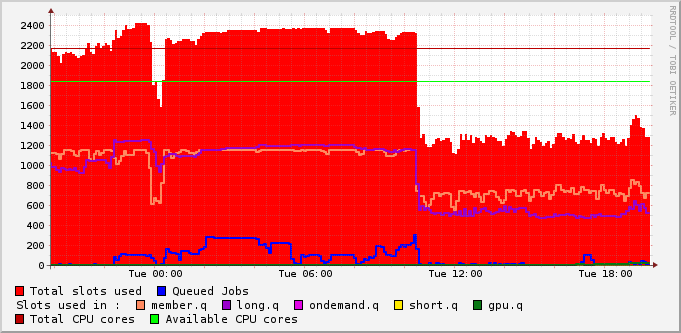 2400
2200
2000
1800
1600
1400
1200
1000
800
600
400
200
0
Tue 00:00 Tue 06:00 Tue 12:00 Tue 18:00
Total slots used Queued Jobs
Slots used in : member.q long.q ondemand.q short.q gpu.q
Total CPU cores Available CPU cores
RRDTOOL / TOBI OETIKER